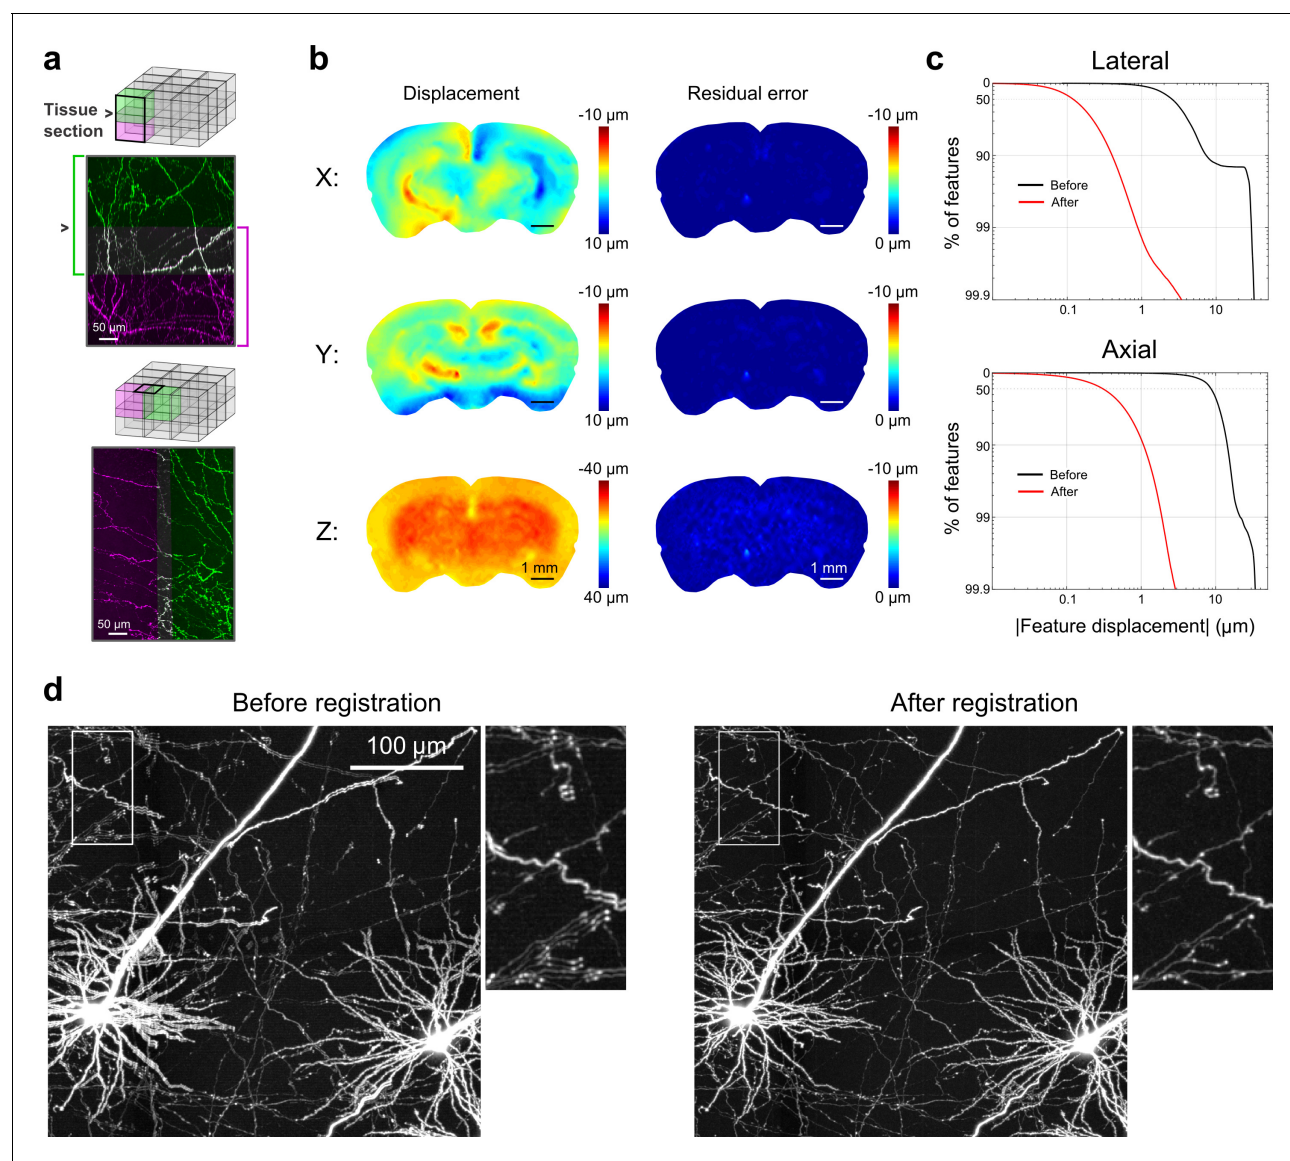 a
Tissue
section
>
>
50 µm
50 µm
b
Displacement
Residual error
X:
-10 µm
10 µm
-10 µm
0 µm
Y:
-10 µm
10 µm
-10 µm
0 µm
Z:
-40 µm
1 mm
40 µm
-10 µm
1 mm
0 µm
c
Lateral
% of features
0
50
90
99
99.9
Before
After
0.1
1
10
Axial
% of features
0
50
90
99
99.9
Before
After
0.1
1
10
|Feature displacement| (µm)
d
Before registration
After registration
100 µm